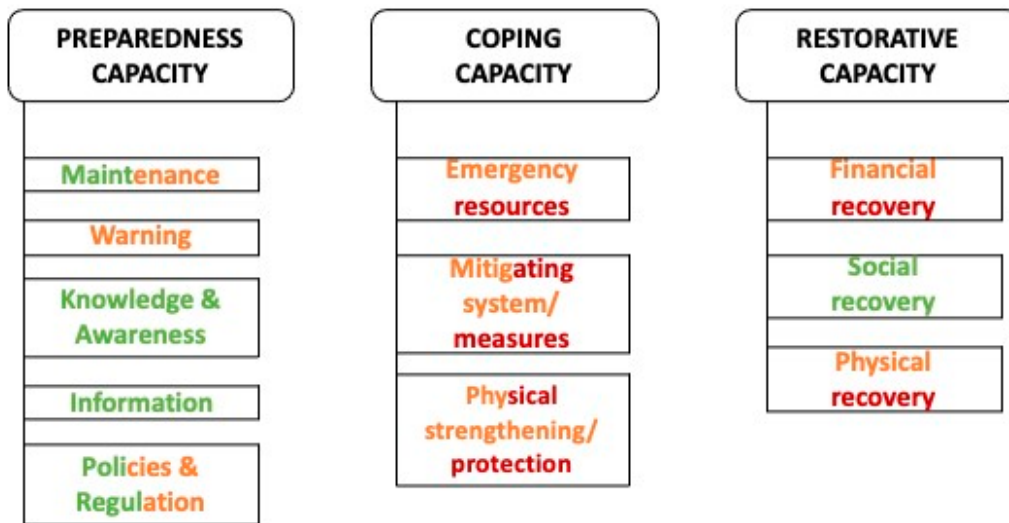 PREPAREDNESS
CAPACITY
Maintenance
Warning
Knowledge &
Awareness
Information
Policies &
Regulation
COPING
CAPACITY
Emergency
resources
Mitigating
system/
measures
Physical
strengthening/
protection
RESTORATIVE
CAPACITY
Financial
recovery
Social
recovery
Physical
recovery